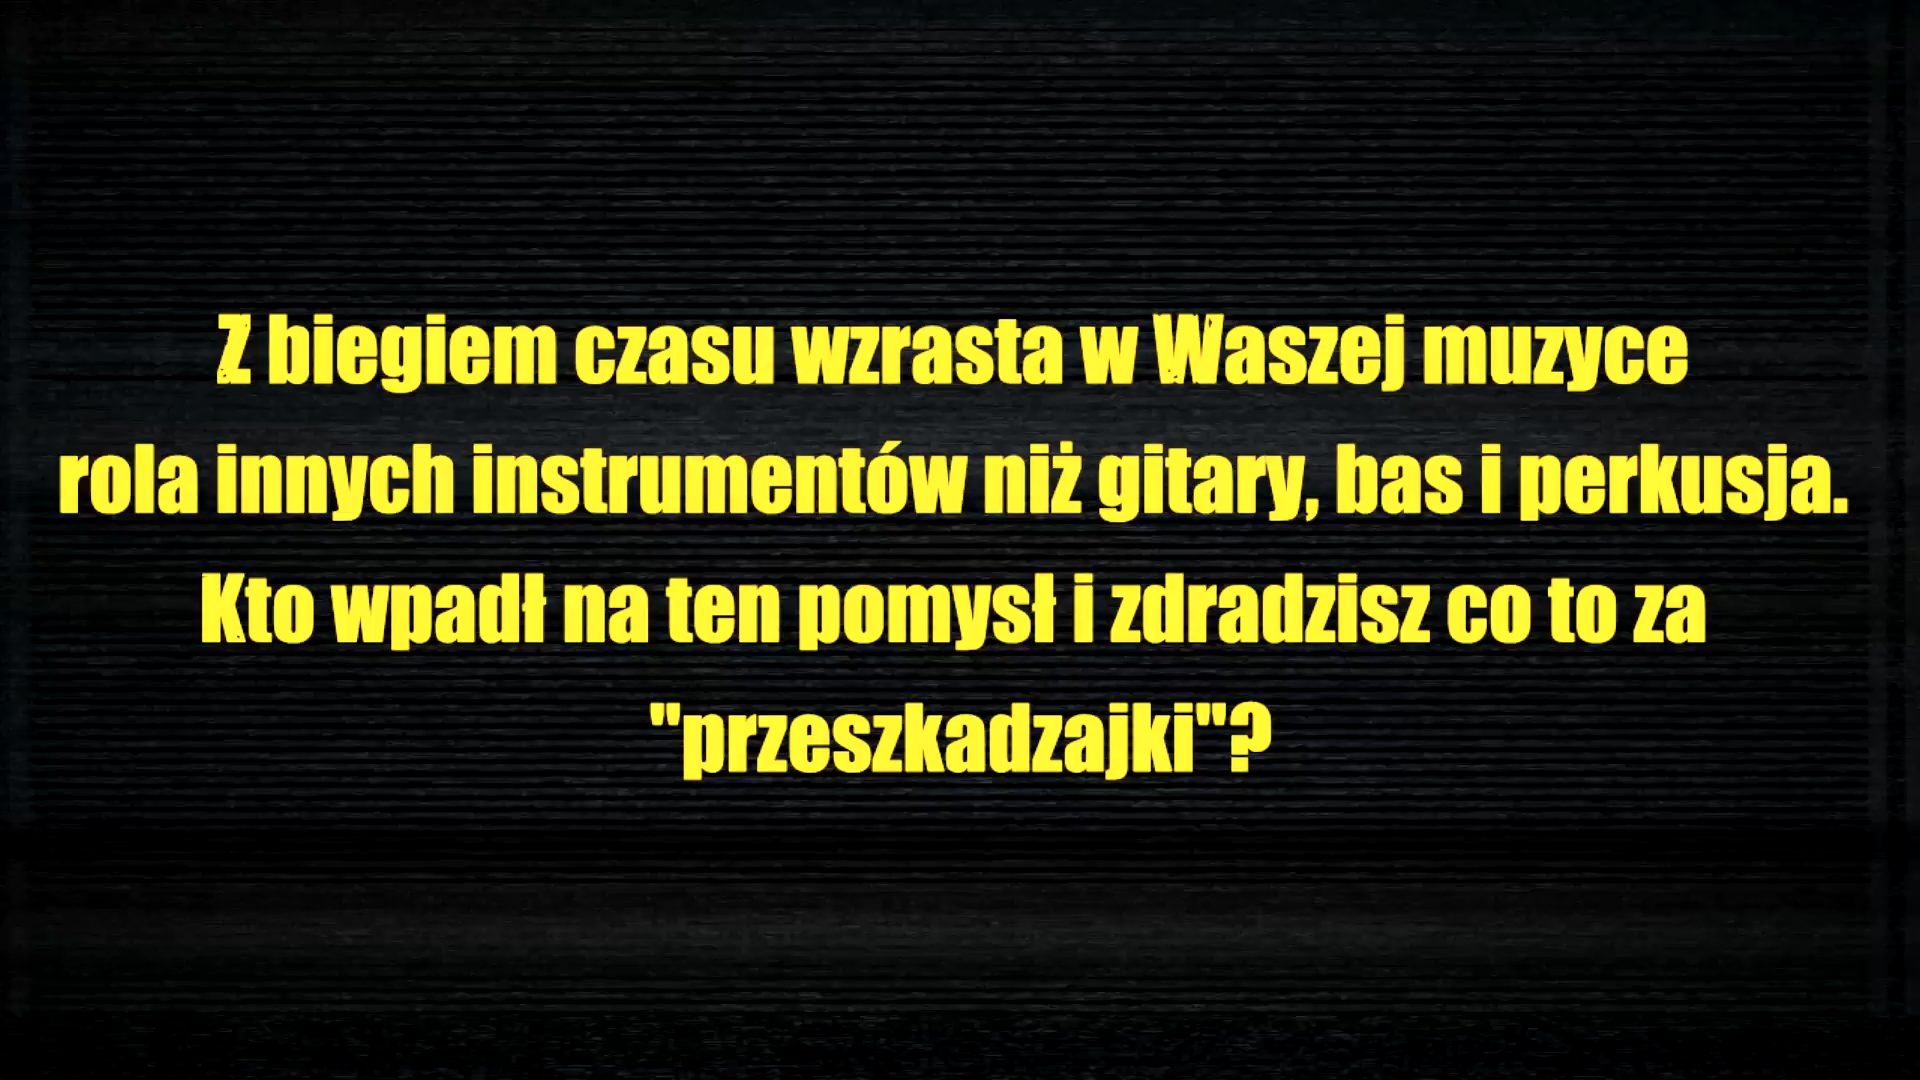 Z biegiem czasu wzrasta w Waszej muzyce
rola innych instrumentów niż gitary, bas i perkusja.
Kto wpadł na ten pomysł i zdradzisz co to za
"przeszkadzajki"?